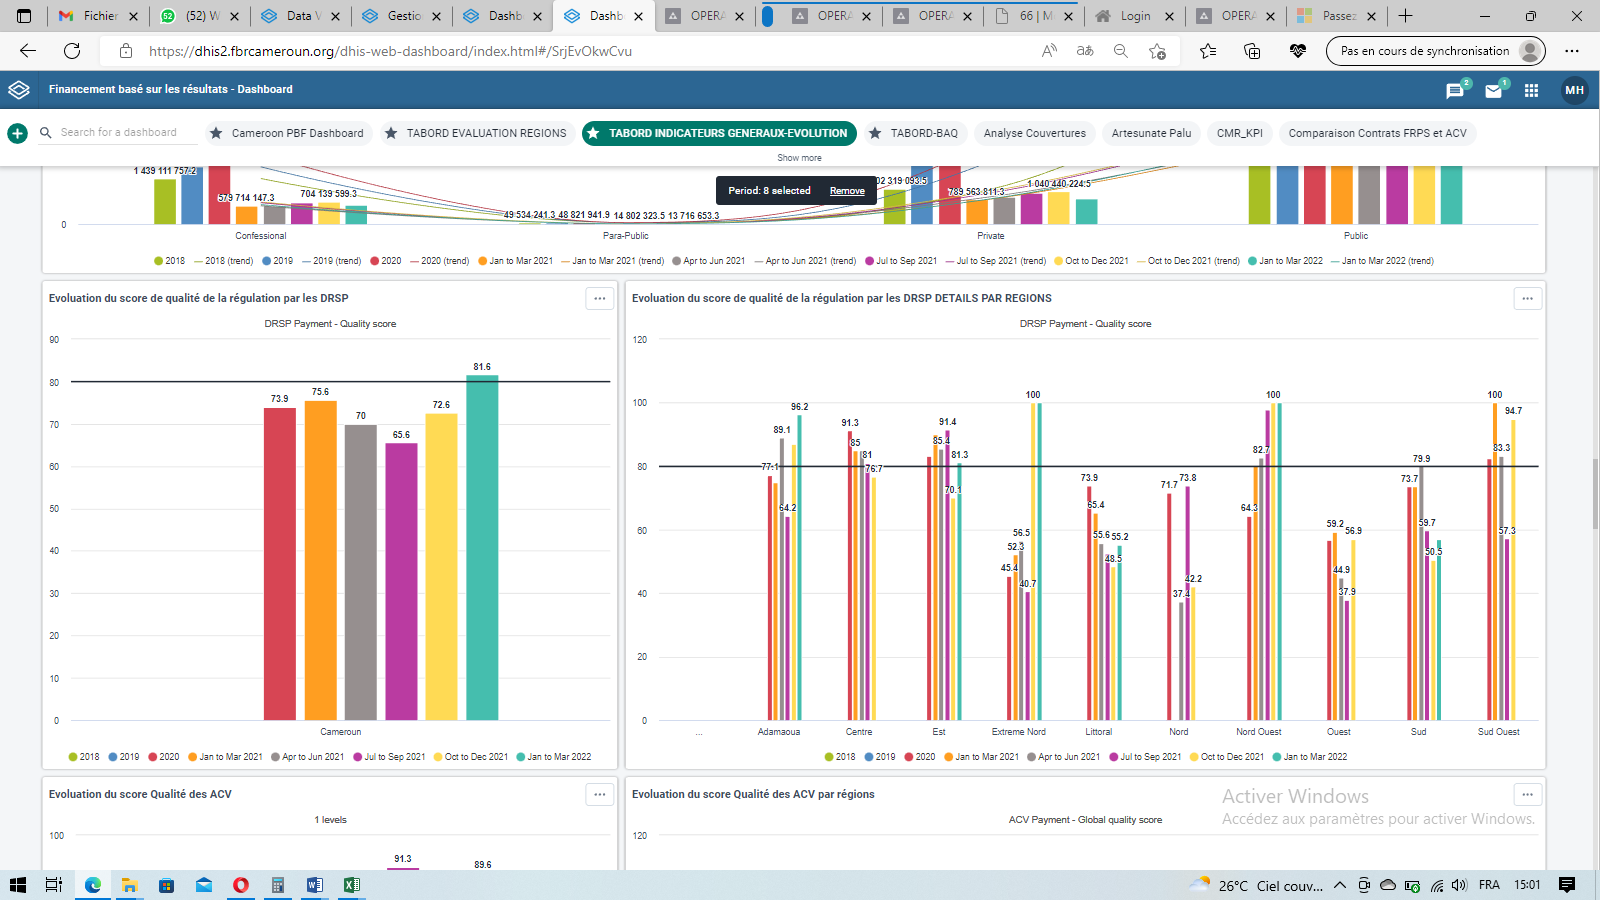 Fichier
(52) W
Data V
Gestio
Dashb
Dashb
OPER
OPER
OPER
66 | M
Login
OPER
Passez
https://dhis2.fbrcameroun.org/dhis-web-dashboard/index.html#/SrjEvOkwCvu
Pas en cours de synchronisation
Financement basé sur les résultats - Dashboard
2
1
MH
Search for a dashboard
Cameroon PBF Dashboard
TABORD EVALUATION REGIONS
TABORD INDICATEURS GENERAUX-EVOLUTION
TABORD-BAQ
Analyse Couvertures
Artesunate Palu
CMR_KPI
Comparaison Contrats FRPS et ACV
Show more
Period: 8 selected Remove
1 439 111 757.2
579 714 147.3
704 139 599.3
49 534 241.3 48 821 941.9
14 802 323.5 13 716 653.3
02 319 093.5
789 563 811.3
1 040 440 224.5
0
Confessional Para-Public Private Public
2018 2018 (trend) 2019 2019 (trend) 2020 2020 (trend) Jan to Mar 2021 Jan to Mar 2021 (trend) Apr to Jun 2021 Apr to Jun 2021 (trend) Jul to Sep 2021 Jul to Sep 2021 (trend) Oct to Dec 2021 Oct to Dec 2021 (trend) Jan to Mar 2022 Jan to Mar 2022 (trend)
Evolution du score de qualité de la régulation par les DRSP
...
DRSP Payment - Quality score
90
80
70
60
50
40
30
20
10
0
73.9
75.6
70
65.6
72.6
81.6
Cameroun
2018 2019 2020 Jan to Mar 2021 Apr to Jun 2021 Jul to Sep 2021 Oct to Dec 2021 Jan to Mar 2022
Evolution du score de qualité de la régulation par les DRSP DETAILS PAR REGIONS
...
DRSP Payment - Quality score
120
100
80
60
40
20
0
77.1
89.1
64.2
96.2
91.3
85
81
76.7
85.4
91.4
70.1
81.3
45.4
52.3
56.5
40.7
100
73.9
65.4
55.6
48.5
55.2
71.7
37.4
73.8
42.2
64.3
82.7
100
59.2
44.9
37.9
56.9
73.7
79.9
59.7
50.5
100
83.3
57.3
94.7
... Adamaoua Centre Est Extreme Nord Littoral Nord Nord Ouest Ouest Sud Sud Ouest
2018 2019 2020 Jan to Mar 2021 Apr to Jun 2021 Jul to Sep 2021 Oct to Dec 2021 Jan to Mar 2022
Evolution du score Qualité des ACV
...
1 levels
100
91.3
89.6
Evolution du score Qualité des ACV par régions
...
ACV Payment - Global quality score
120
Activer Windows
Accédez aux paramètres pour activer Windows.
26°C Ciel couv...
FRA
15:01